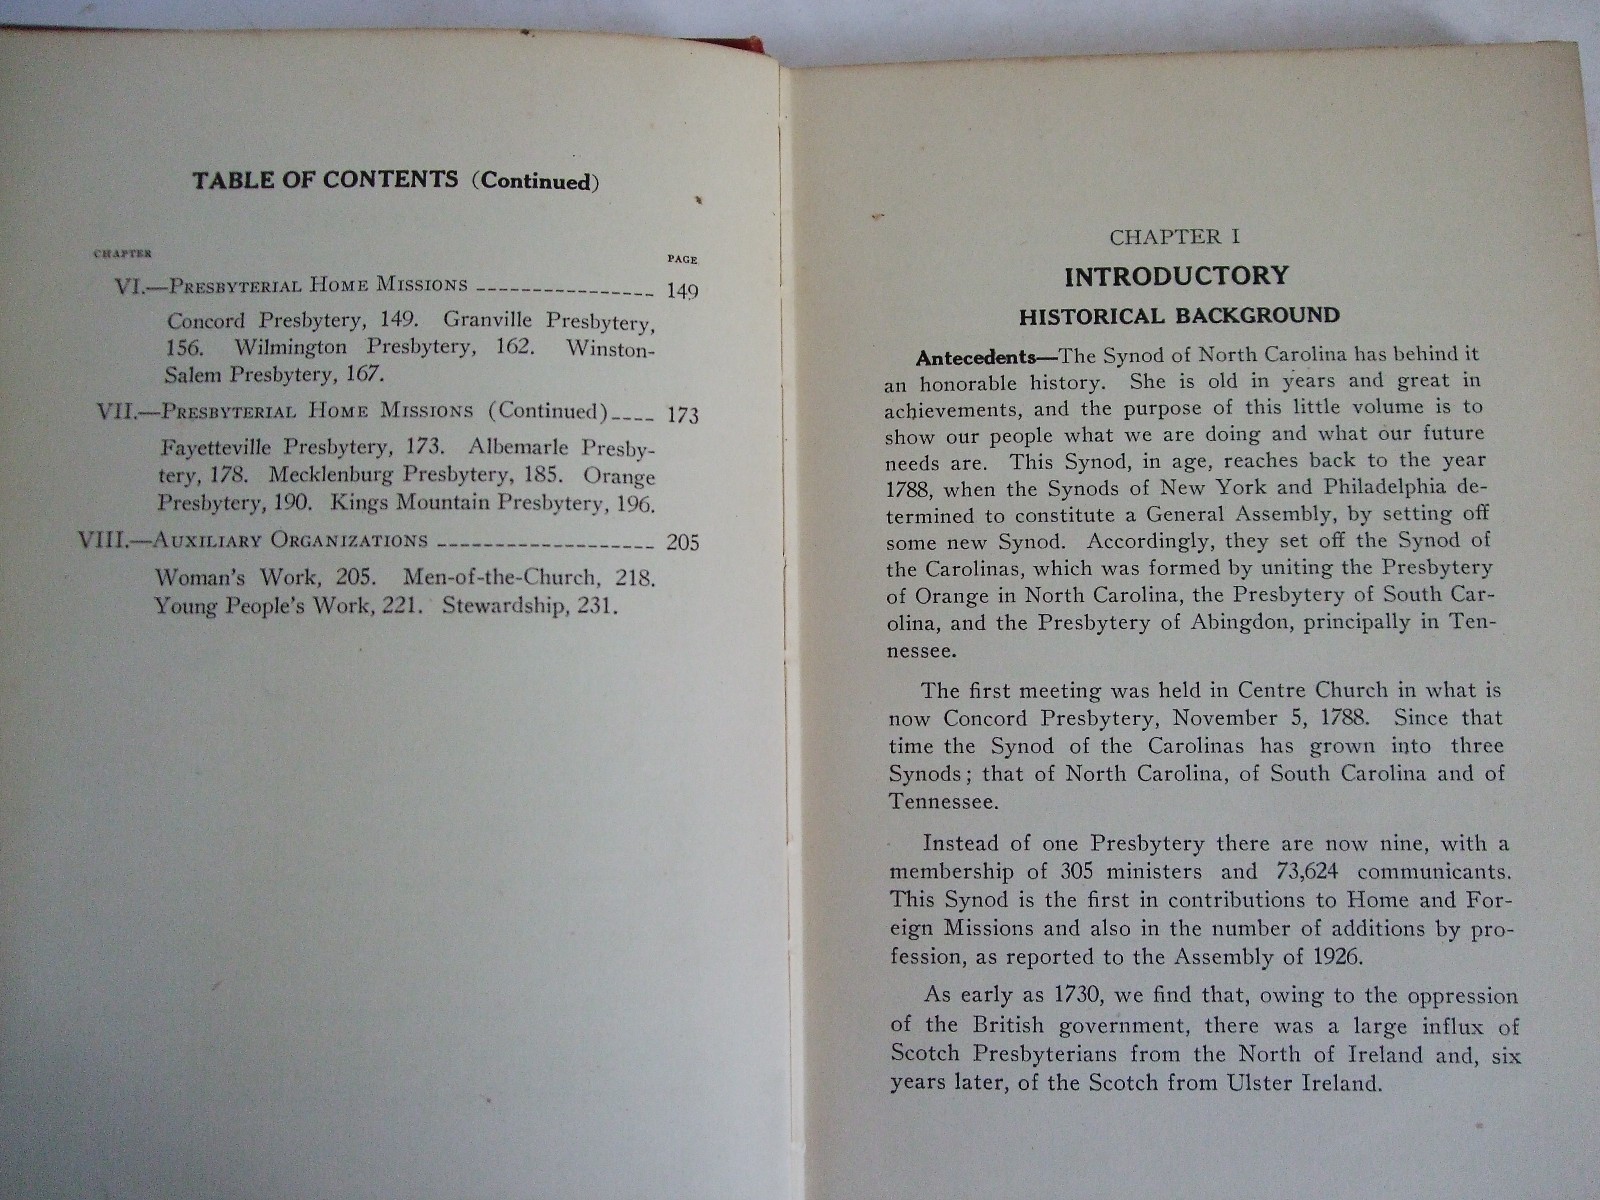 TABLE OF CONTENTS (Continued)
CHAPTER PAGE
VI.—PRESBYTERIAL HOME MISSIONS ---------------- 149
Concord Presbytery, 149. Granville Presbytery,
156. Wilmington Presbytery, 162. Winston-
Salem Presbytery, 167.
VII.—PRESBYTERIAL HOME MISSIONS (Continued)---- 173
Fayetteville Presbytery, 173. Albemarle Presby-
tery, 178. Mecklenburg Presbytery, 185. Orange
Presbytery, 190. Kings Mountain Presbytery, 196.
VIII.—AUXILIARY ORGANIZATIONS ------------------- 205
Woman's Work, 205. Men-of-the-Church, 218.
Young People's Work, 221. Stewardship, 231.
CHAPTER I
INTRODUCTORY
HISTORICAL BACKGROUND
Antecedents—The Synod of North Carolina has behind it
an honorable history. She is old in years and great in
achievements, and the purpose of this little volume is to
show our people what we are doing and what our future
needs are. This Synod, in age, reaches back to the year
1788, when the Synods of New York and Philadelphia de-
termined to constitute a General Assembly, by setting off
some new Synod. Accordingly, they set off the Synod of
the Carolinas, which was formed by uniting the Presbytery
of Orange in North Carolina, the Presbytery of South Car-
olina, and the Presbytery of Abingdon, principally in Ten-
nessee.
The first meeting was held in Centre Church in what is
now Concord Presbytery, November 5, 1788. Since that
time the Synod of the Carolinas has grown into three
Synods; that of North Carolina, of South Carolina and of
Tennessee.
Instead of one Presbytery there are now nine, with a
membership of 305 ministers and 73,624 communicants.
This Synod is the first in contributions to Home and For-
eign Missions and also in the number of additions by pro-
fession, as reported to the Assembly of 1926.
As early as 1730, we find that, owing to the oppression
of the British government, there was a large influx of
Scotch Presbyterians from the North of Ireland and, six
years later, of the Scotch from Ulster Ireland.